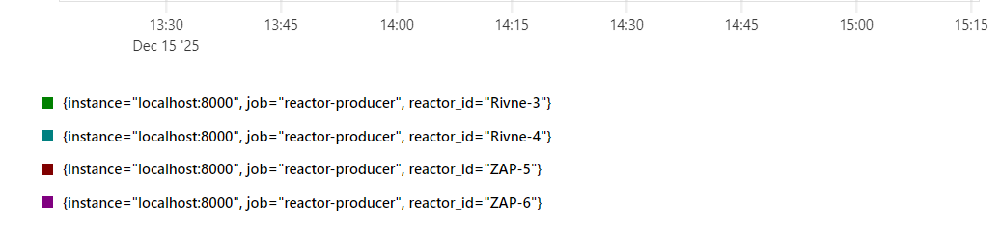 13:30 13:45 14:00 14:15 14:30 14:45 15:00 15:15
Dec 15 '25
{instance="localhost:8000", job="reactor-producer", reactor_id="Rivne-3"}
{instance="localhost:8000", job="reactor-producer", reactor_id="Rivne-4"}
{instance="localhost:8000", job="reactor-producer", reactor_id="ZAP-5"}
{instance="localhost:8000", job="reactor-producer", reactor_id="ZAP-6"}